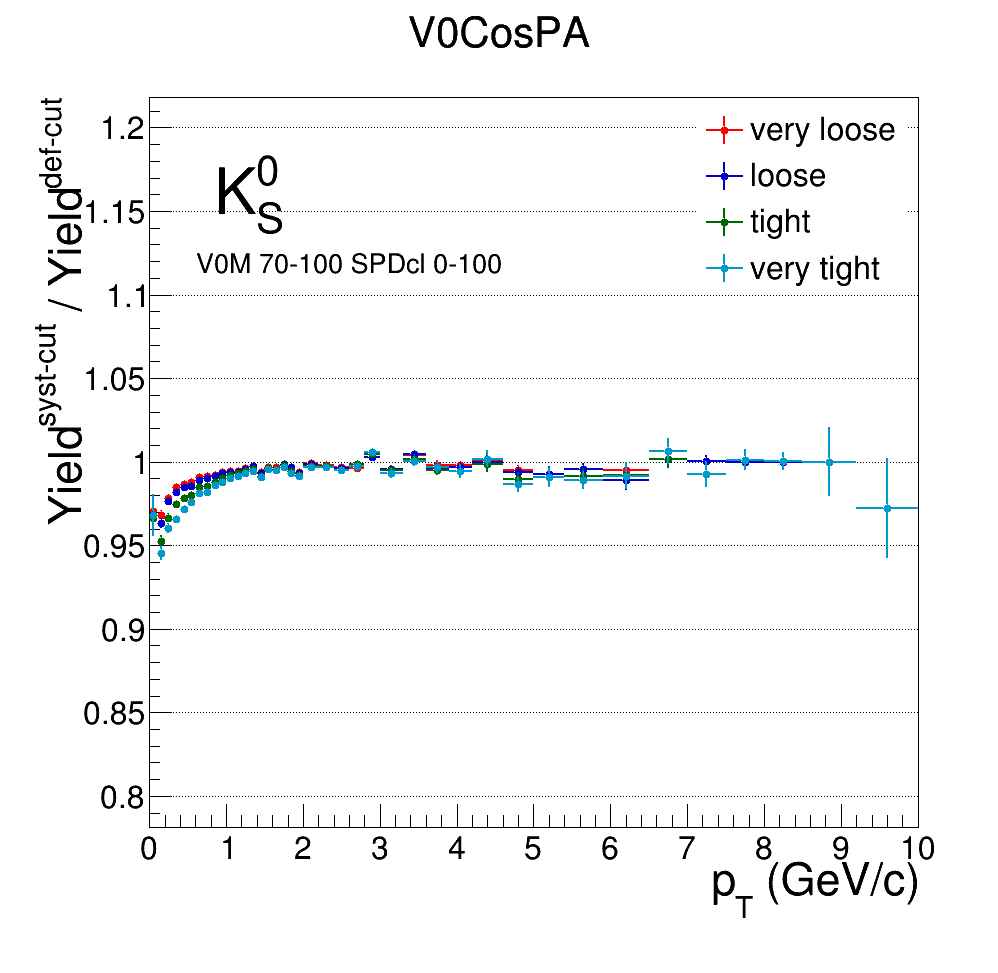 V0CosPA
Yield^syst-cut / Yield^def-cut
1.2
1.15
1.1
1.05
1
0.95
0.9
0.85
0.8
K^0_S
V0M 70-100 SPDcl 0-100
very loose
loose
tight
very tight
0 1 2 3 4 5 6 7 8 9 10
p_T (GeV/c)